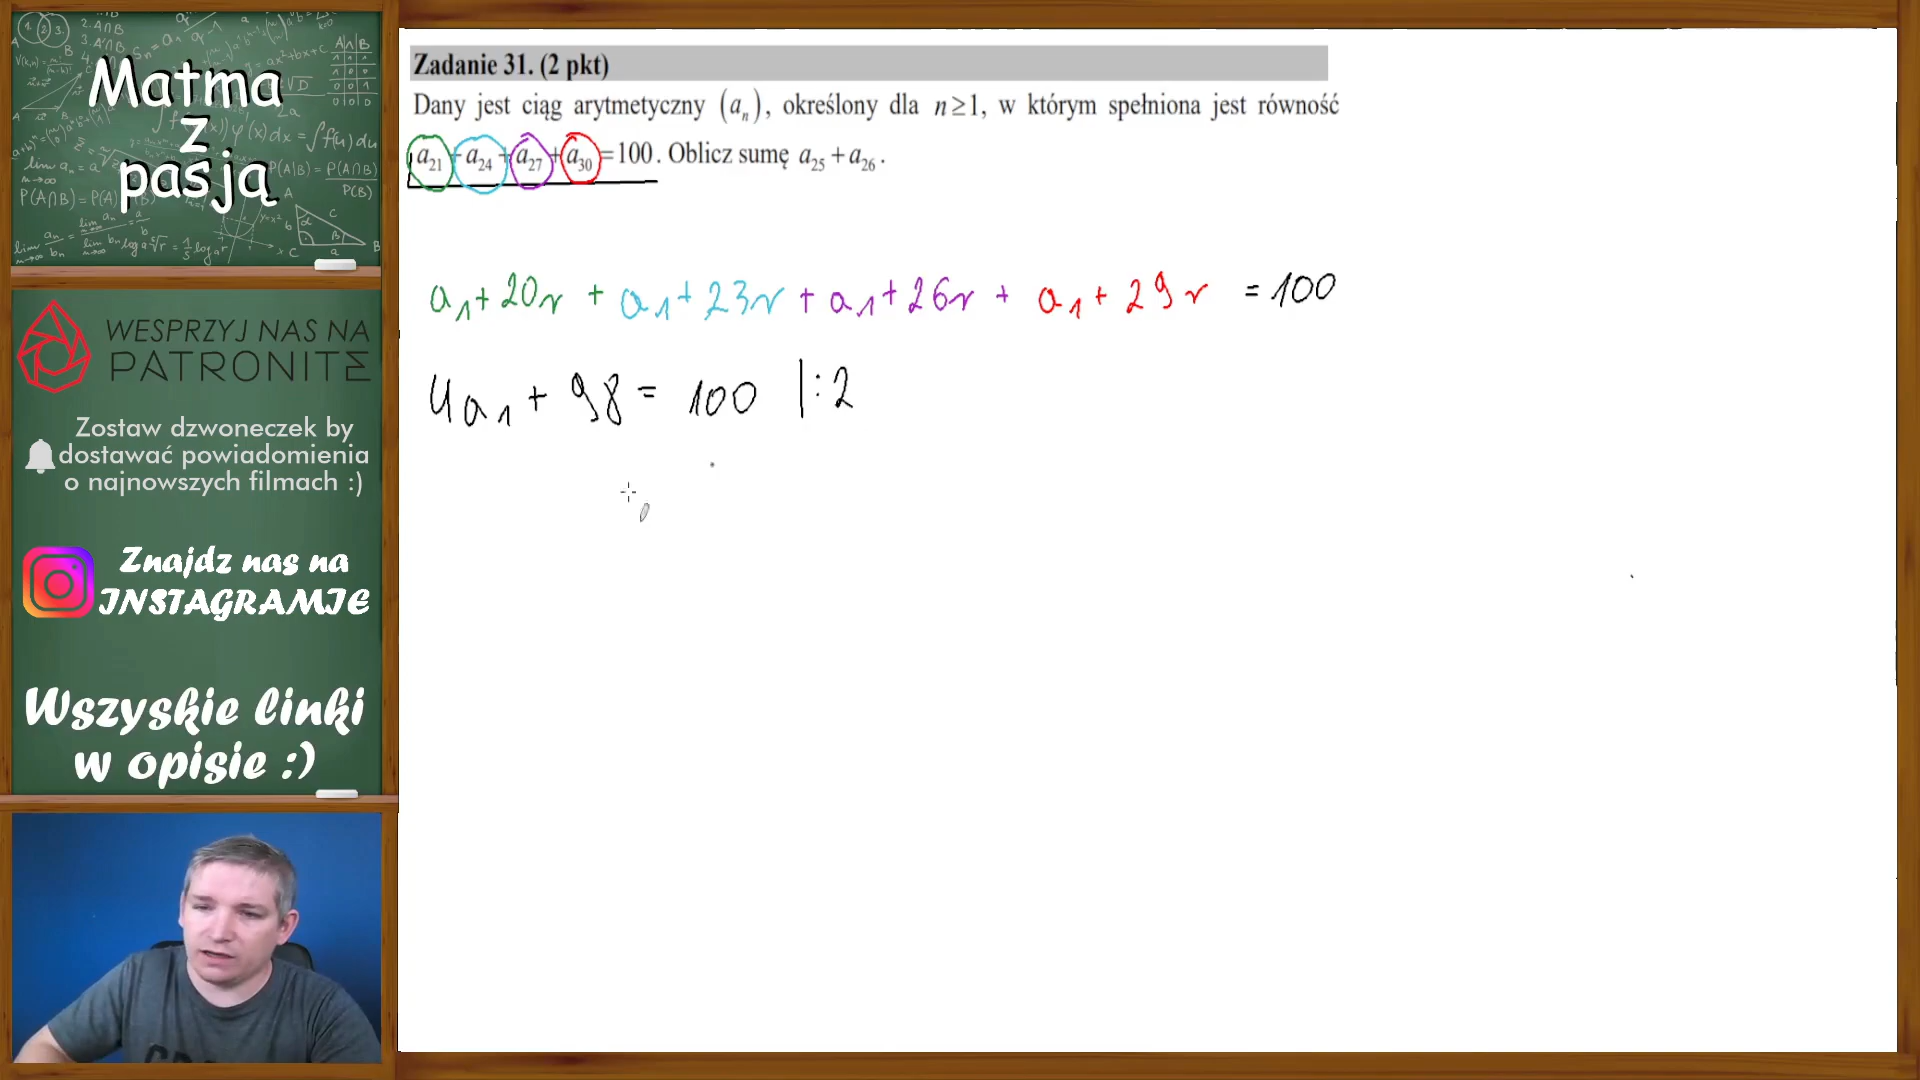 Matma
z
pasją
WESPRZYJ NAS NA
PATRONITE
Zostaw dzwoneczek by
dostawać powiadomienia
o najnowszych filmach :)
Znajdz nas na
INSTAGRAMIE
Wszyskie linki
w opisie :)
Zadanie 31. (2 pkt)
Dany jest ciąg arytmetyczny (aₙ), określony dla n≥1, w którym spełniona jest równość
a₂₁+a₂₄+a₂₇+a₃₀=100. Oblicz sumę a₂₅+a₂₆.
a₁+20r + a₁+23r + a₁+26r + a₁+29r = 100
4a₁ + 98 = 100 |:2